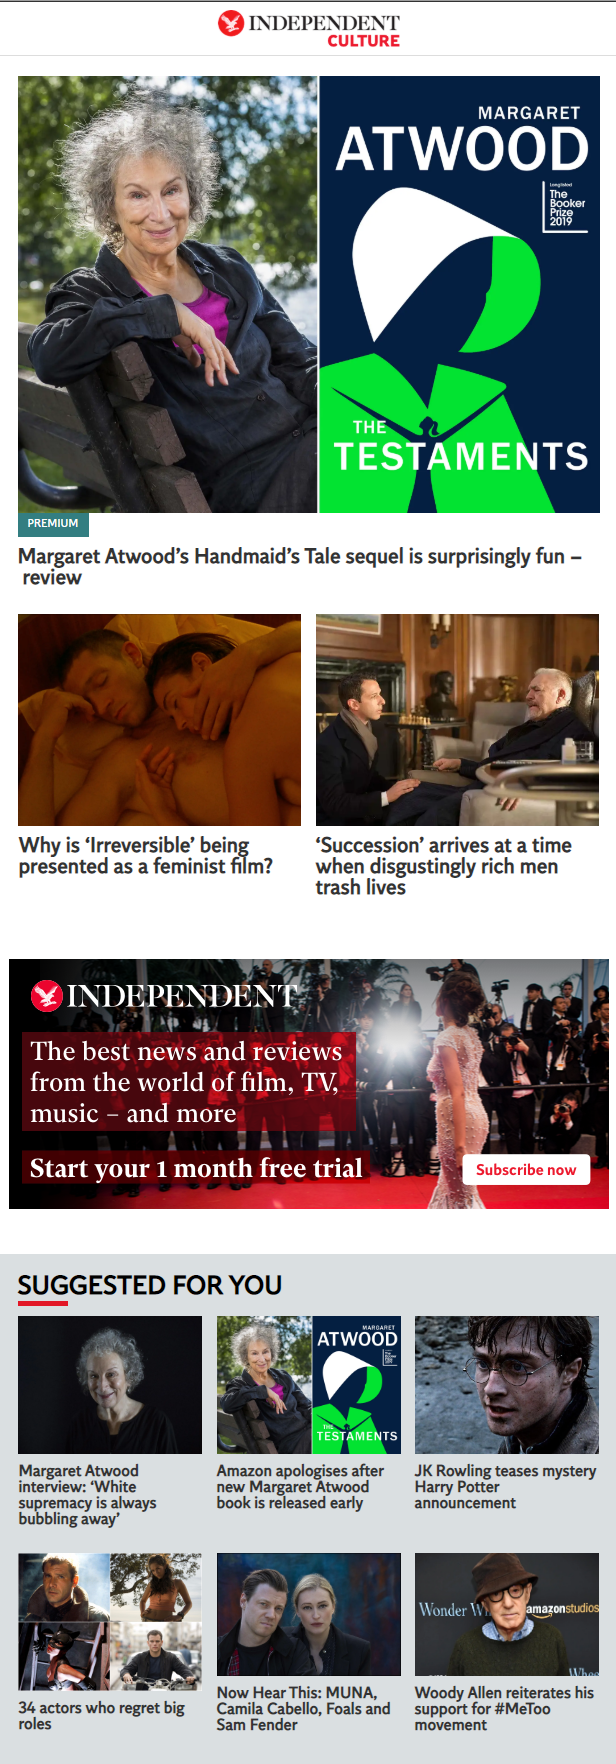 INDEPENDENT
CULTURE
MARGARET
ATWOOD
Longlisted
The
Booker
Prize
2019
THE
TESTAMENTS
PREMIUM
Margaret Atwood’s Handmaid’s Tale sequel is surprisingly fun –
review
Why is ‘Irreversible’ being
presented as a feminist film?
‘Succession’ arrives at a time
when disgustingly rich men
trash lives
INDEPENDENT
The best news and reviews
from the world of film, TV,
music – and more
Start your 1 month free trial
Subscribe now
SUGGESTED FOR YOU
MARGARET
ATWOOD
THE
TESTAMENTS
Margaret Atwood
interview: ‘White
supremacy is always
bubbling away’
Amazon apologises after
new Margaret Atwood
book is released early
JK Rowling teases mystery
Harry Potter
announcement
Wonder W
amazonstudios
Whee
34 actors who regret big
roles
Now Hear This: MUNA,
Camila Cabello, Foals and
Sam Fender
Woody Allen reiterates his
support for #MeToo
movement